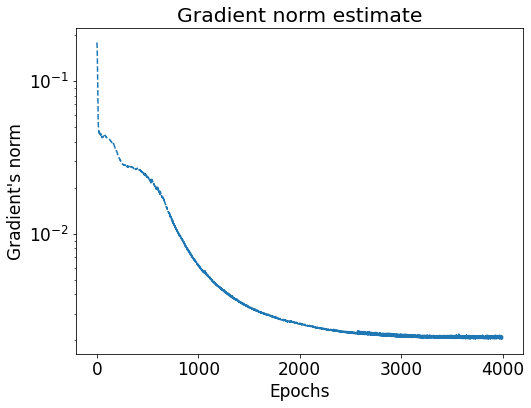 Gradient norm estimate
Gradient's norm
10⁻¹
10⁻²
0 1000 2000 3000 4000
Epochs